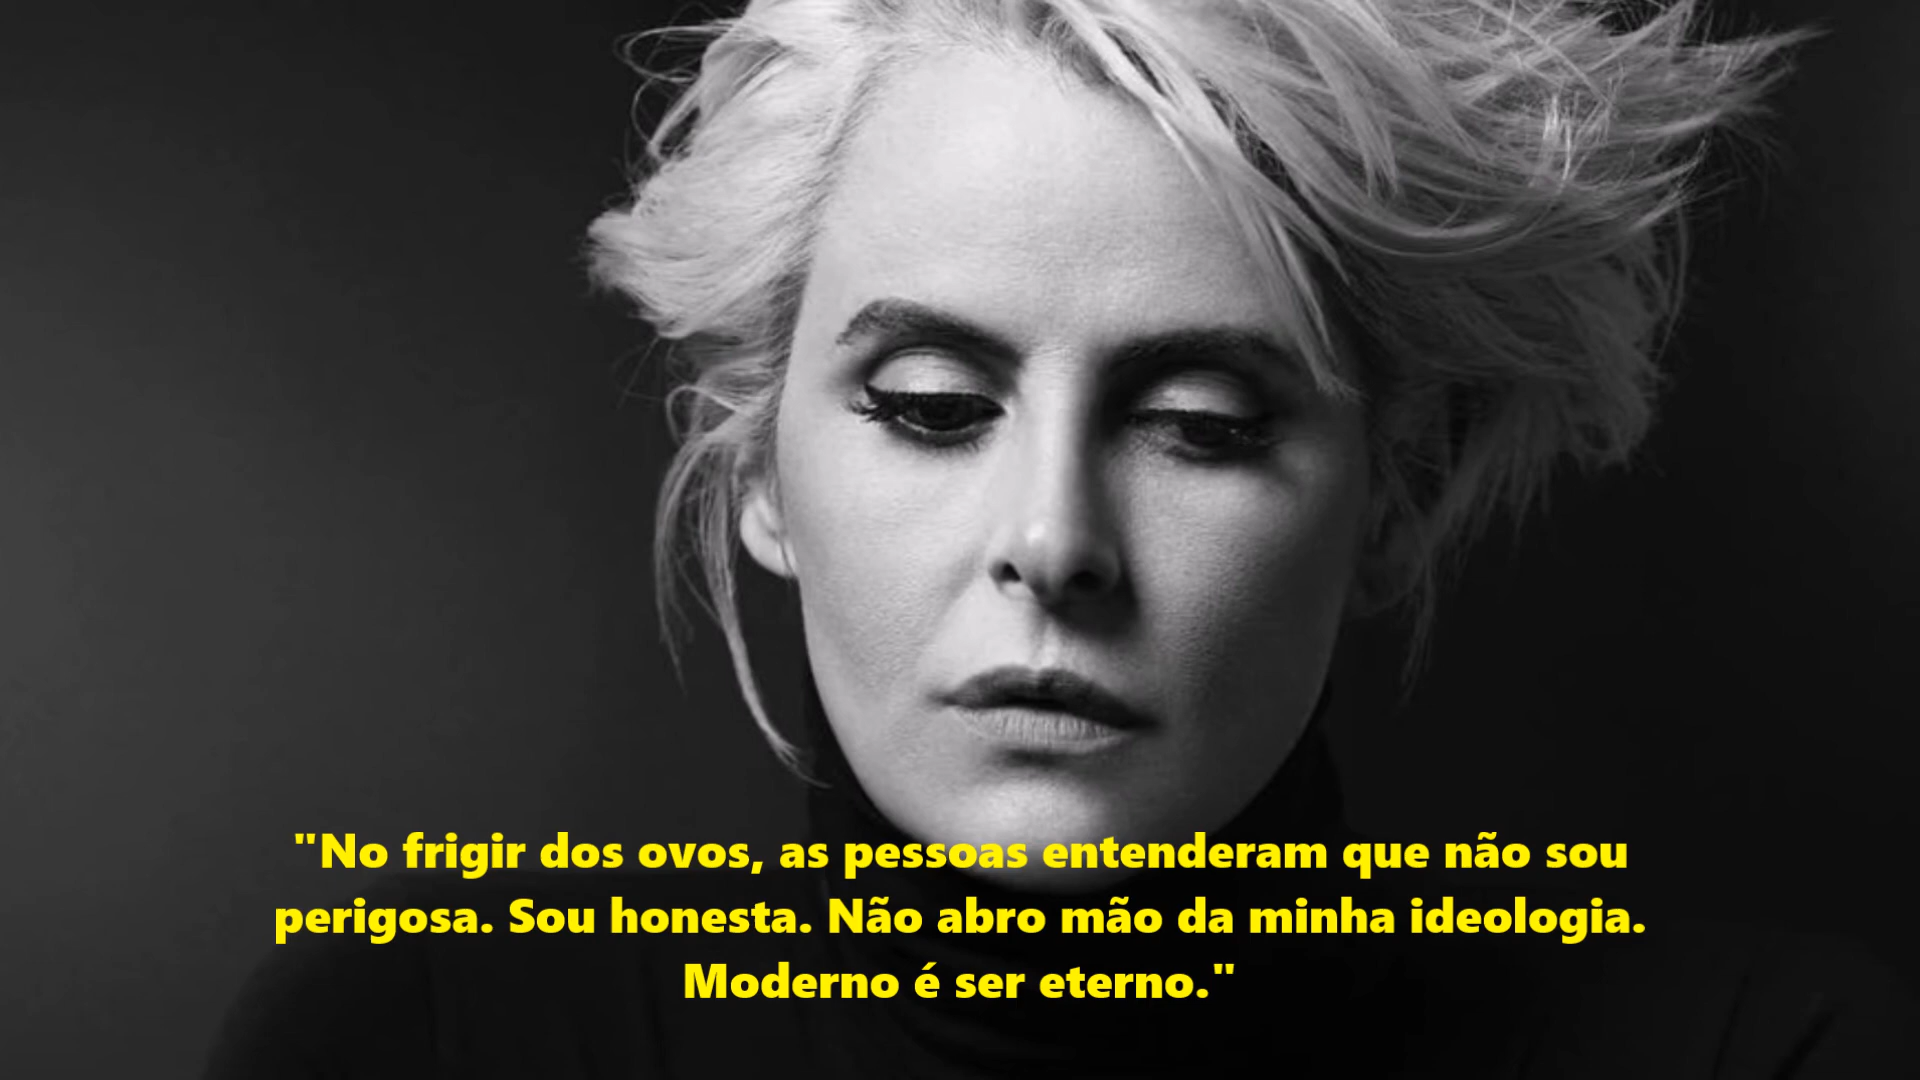 "No frigir dos ovos, as pessoas entenderam que não sou
perigosa. Sou honesta. Não abro mão da minha ideologia.
Moderno é ser eterno."